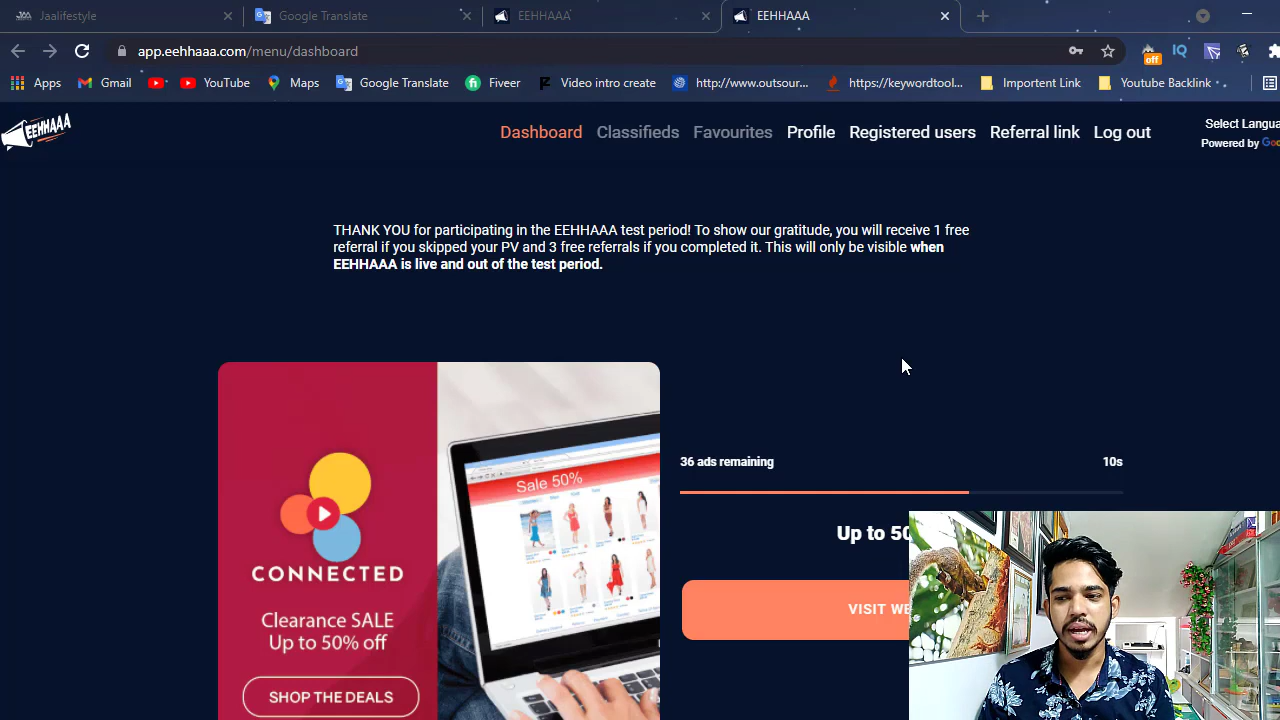 Jaalifestyle
Google Translate
EEHHAAA
EEHHAAA
app.eehhaaa.com/menu/dashboard
off
IQ
Apps
Gmail
YouTube
Maps
Google Translate
fi
Fiveer
Video intro create
http://www.outsour...
https://keywordtool...
Importent Link
Youtube Backlink
EEHHAAA
Dashboard
Classifieds
Favourites
Profile
Registered users
Referral link
Log out
Select Langua
Powered by Goo
THANK YOU for participating in the EEHHAAA test period! To show our gratitude, you will receive 1 free
referral if you skipped your PV and 3 free referrals if you completed it. This will only be visible when
EEHHAAA is live and out of the test period.
36 ads remaining
10s
Sale 50%
Up to 50
VISIT WE
CONNECTED
Clearance SALE
Up to 50% off
SHOP THE DEALS